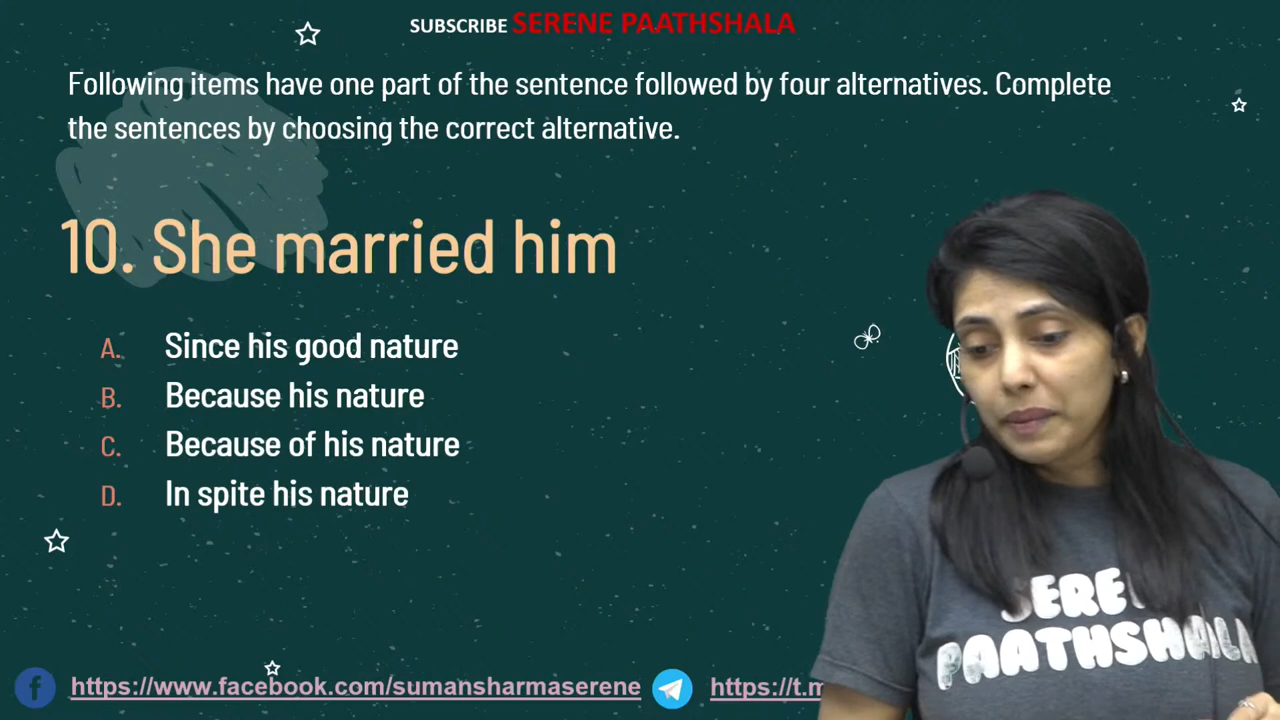 SUBSCRIBE SERENE PAATHSHALA
Following items have one part of the sentence followed by four alternatives. Complete
the sentences by choosing the correct alternative.
10. She married him
A. Since his good nature
B. Because his nature
C. Because of his nature
D. In spite his nature
SERENE
PAATHSHALA
f https://www.facebook.com/sumansharmaserene https://t.m